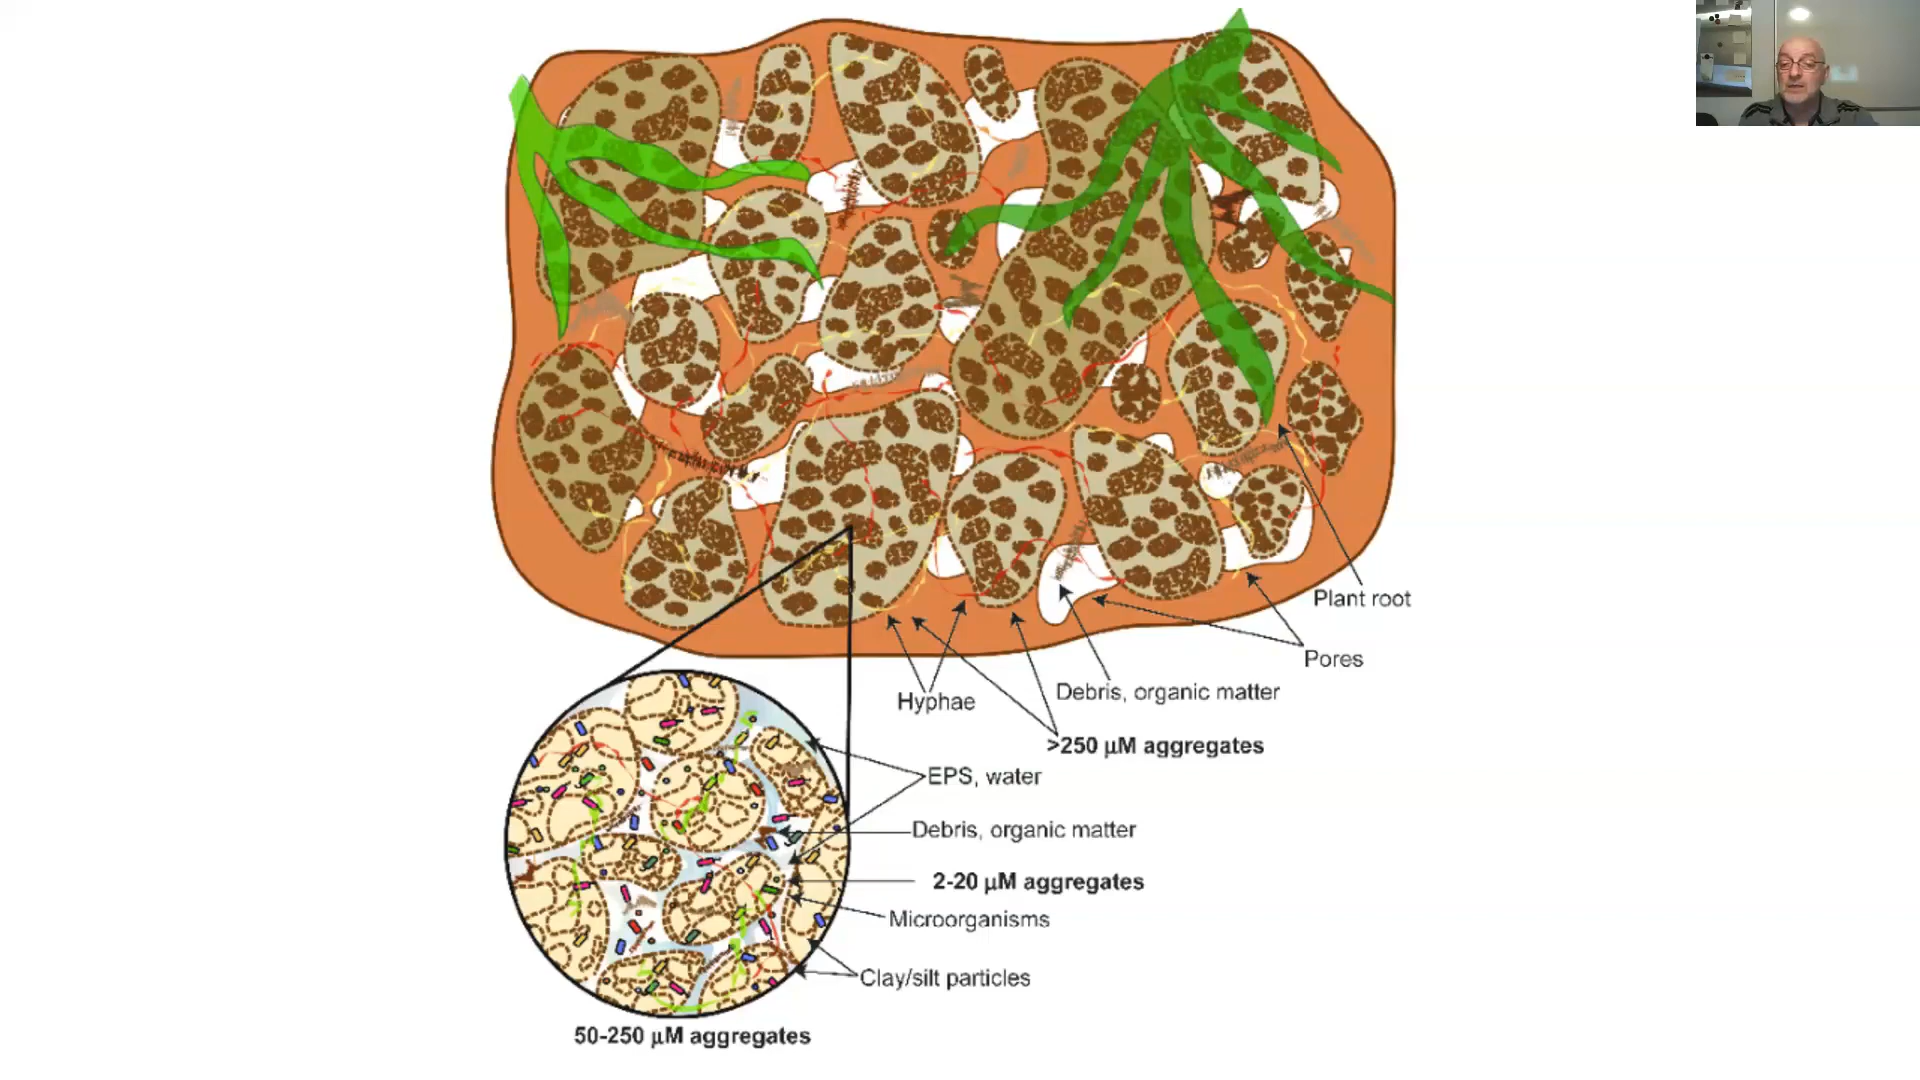 Plant root
Pores
Debris, organic matter
Hyphae
>250 µM aggregates
EPS, water
Debris, organic matter
2-20 µM aggregates
Microorganisms
Clay/silt particles
50-250 µM aggregates